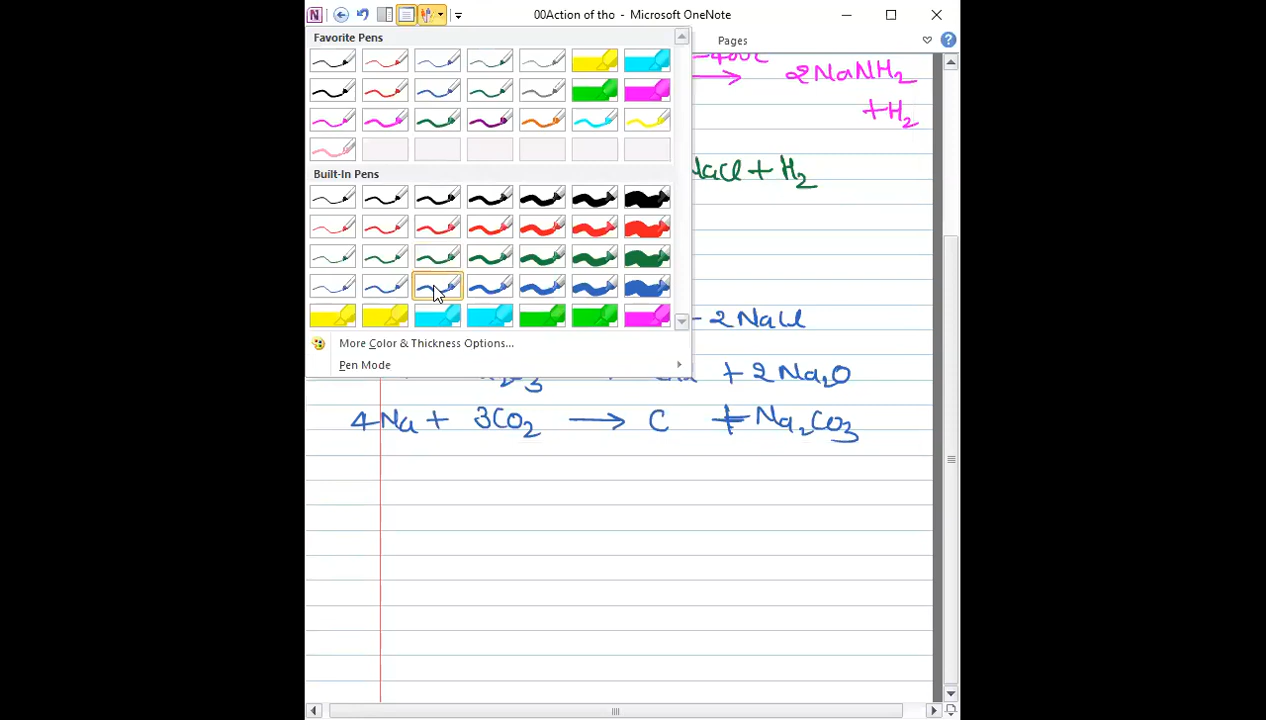 00Action of tho - Microsoft OneNote
Favorite Pens
Pages
→ 2NaNH₂
+H₂
NaCl + H₂
Built-In Pens
2NaCl
+ 2Na₂O
4Na + 3CO₂ → C + Na₂CO₃
More Color & Thickness Options...
Pen Mode